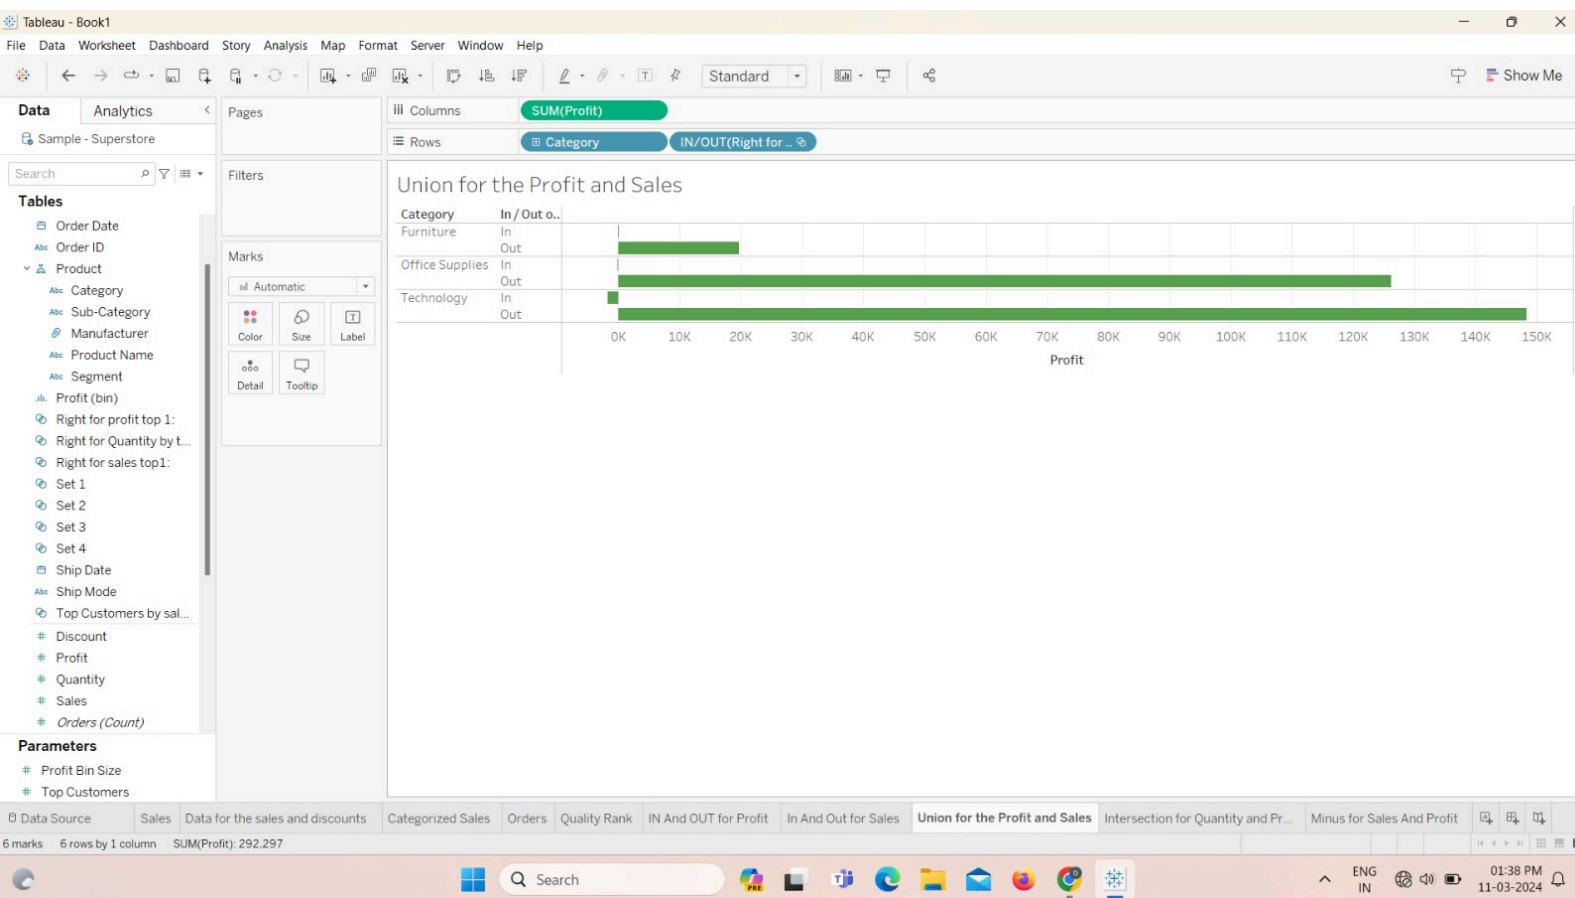 Tableau - Book1
File Data Worksheet Dashboard Story Analysis Map Format Server Window Help
Standard
Show Me
Data Analytics
Sample - Superstore
Search
Tables
Order Date
Abc Order ID
Product
Abc Category
Abc Sub-Category
Manufacturer
Abc Product Name
Abc Segment
Profit (bin)
Right for profit top 1:
Right for Quantity by t...
Right for sales top1:
Set 1
Set 2
Set 3
Set 4
Ship Date
Abc Ship Mode
Top Customers by sal...
# Discount
# Profit
# Quantity
# Sales
# Orders (Count)
Parameters
# Profit Bin Size
# Top Customers
Pages
Filters
Marks
Automatic
Color Size Label
Detail Tooltip
Columns SUM(Profit)
Rows Category IN/OUT(Right for ..
Union for the Profit and Sales
Category In / Out o..
Furniture In
Out
Office Supplies In
Out
Technology In
Out
0K 10K 20K 30K 40K 50K 60K 70K 80K 90K 100K 110K 120K 130K 140K 150K
Profit
Data Source Sales Data for the sales and discounts Categorized Sales Orders Quality Rank IN And OUT for Profit In And Out for Sales Union for the Profit and Sales Intersection for Quantity and Pr... Minus for Sales And Profit
6 marks 6 rows by 1 column SUM(Profit): 292.297
Search
PRE
ENG
IN
01:38 PM
11-03-2024